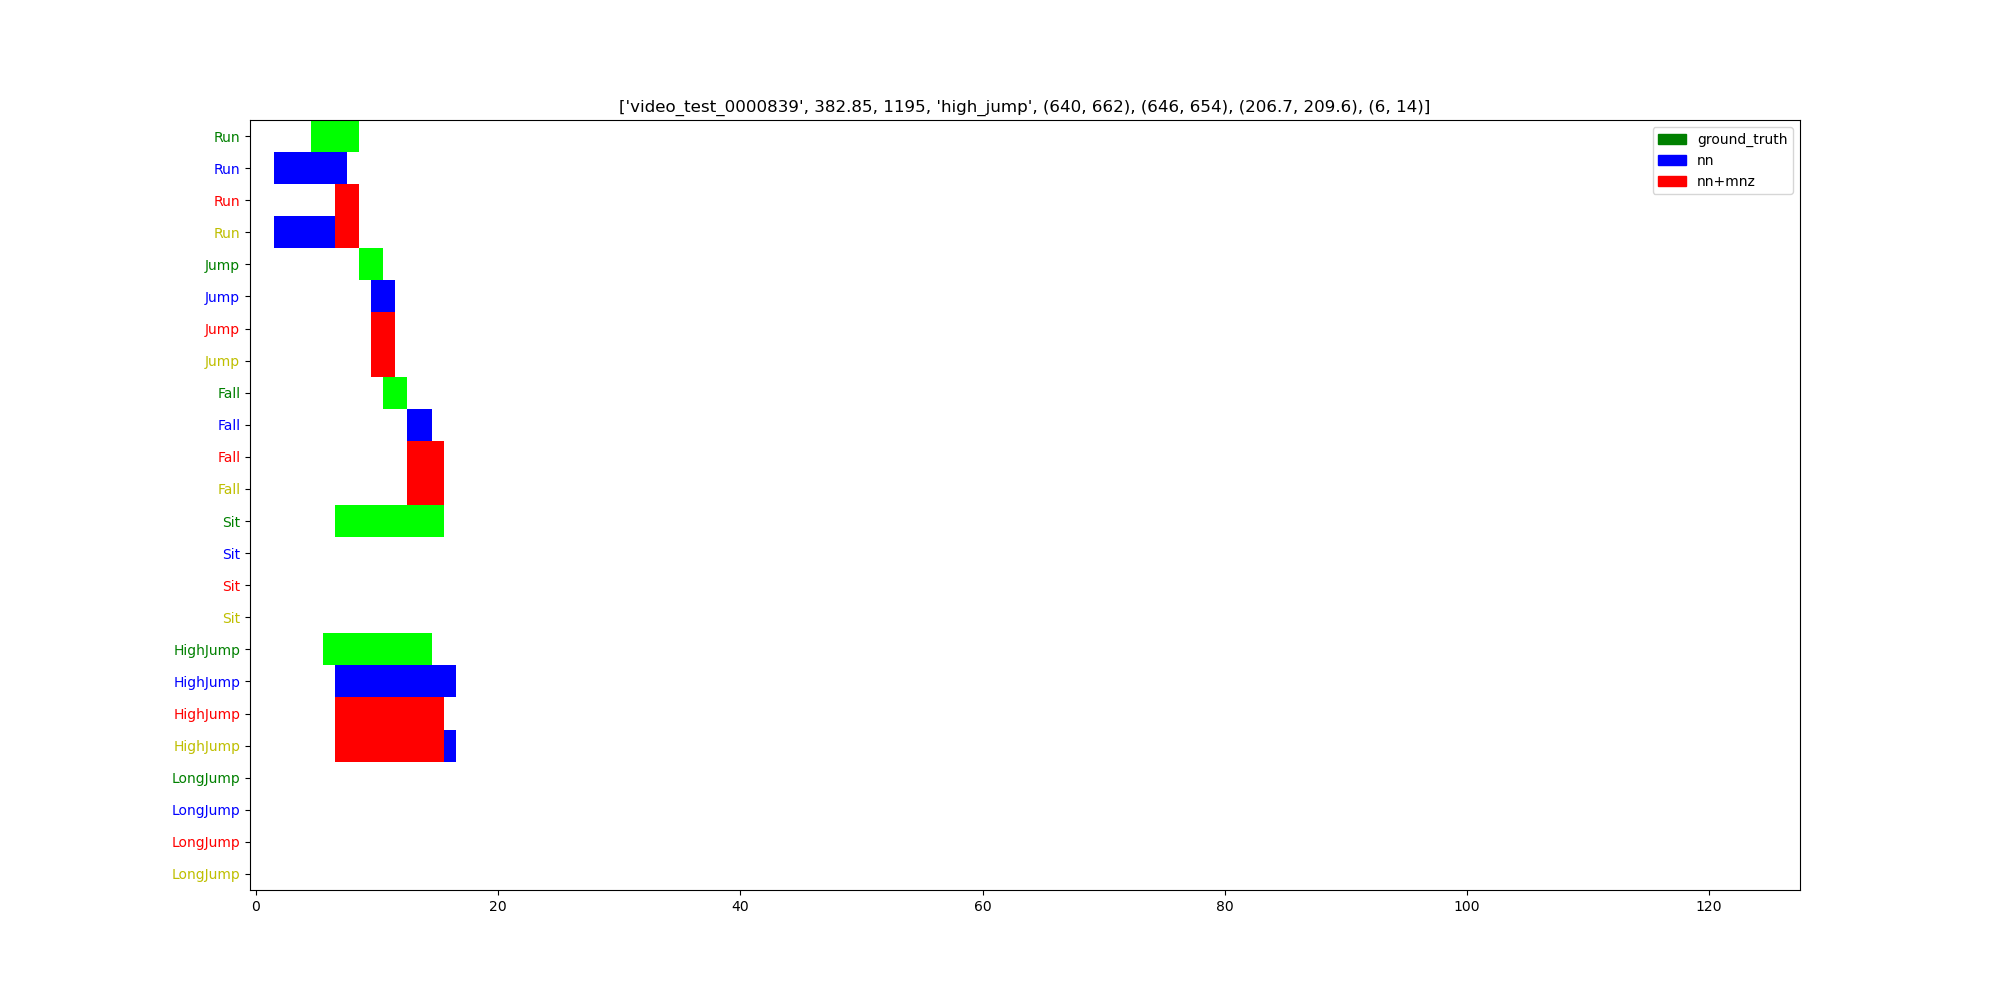 ['video_test_0000839', 382.85, 1195, 'high_jump', (640, 662), (646, 654), (206.7, 209.6), (6, 14)]
ground_truth
nn
nn+mnz
Run
Run
Run
Run
Jump
Jump
Jump
Jump
Fall
Fall
Fall
Fall
Sit
Sit
Sit
Sit
HighJump
HighJump
HighJump
HighJump
LongJump
LongJump
LongJump
LongJump
0 20 40 60 80 100 120